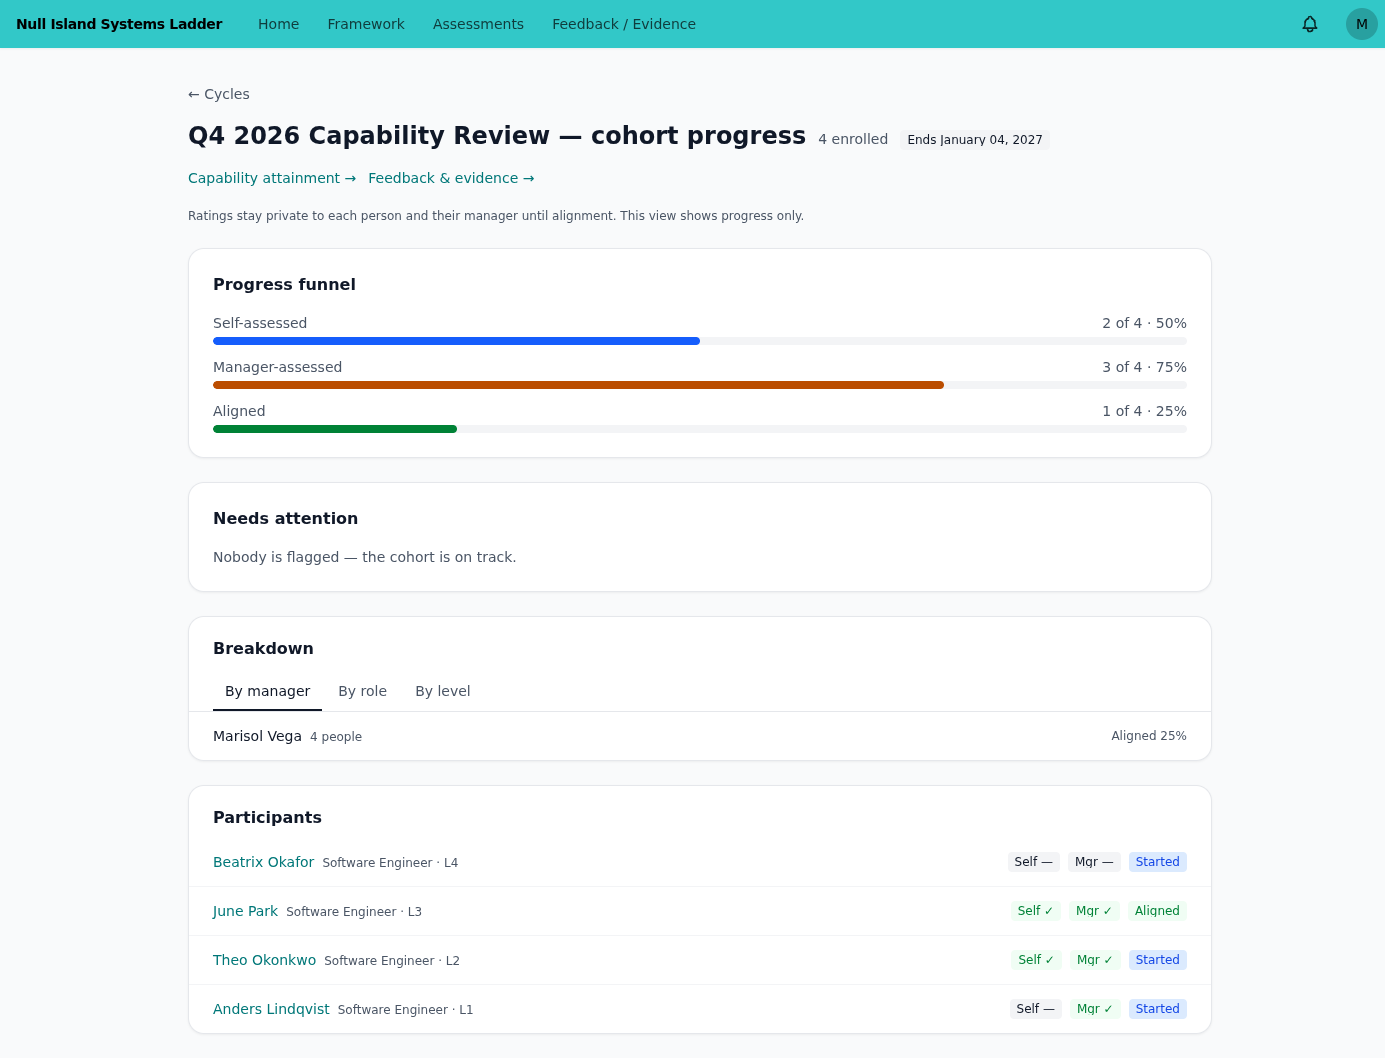 Null Island Systems Ladder Home Framework Assessments Feedback / Evidence M
← Cycles
Q4 2026 Capability Review — cohort progress 4 enrolled Ends January 04, 2027
Capability attainment → Feedback & evidence →
Ratings stay private to each person and their manager until alignment. This view shows progress only.
Progress funnel
Self-assessed 2 of 4 · 50%
Manager-assessed 3 of 4 · 75%
Aligned 1 of 4 · 25%
Needs attention
Nobody is flagged — the cohort is on track.
Breakdown
By manager By role By level
Marisol Vega 4 people Aligned 25%
Participants
Beatrix Okafor Software Engineer · L4 Self — Mgr — Started
June Park Software Engineer · L3 Self ✓ Mgr ✓ Aligned
Theo Okonkwo Software Engineer · L2 Self ✓ Mgr ✓ Started
Anders Lindqvist Software Engineer · L1 Self — Mgr ✓ Started